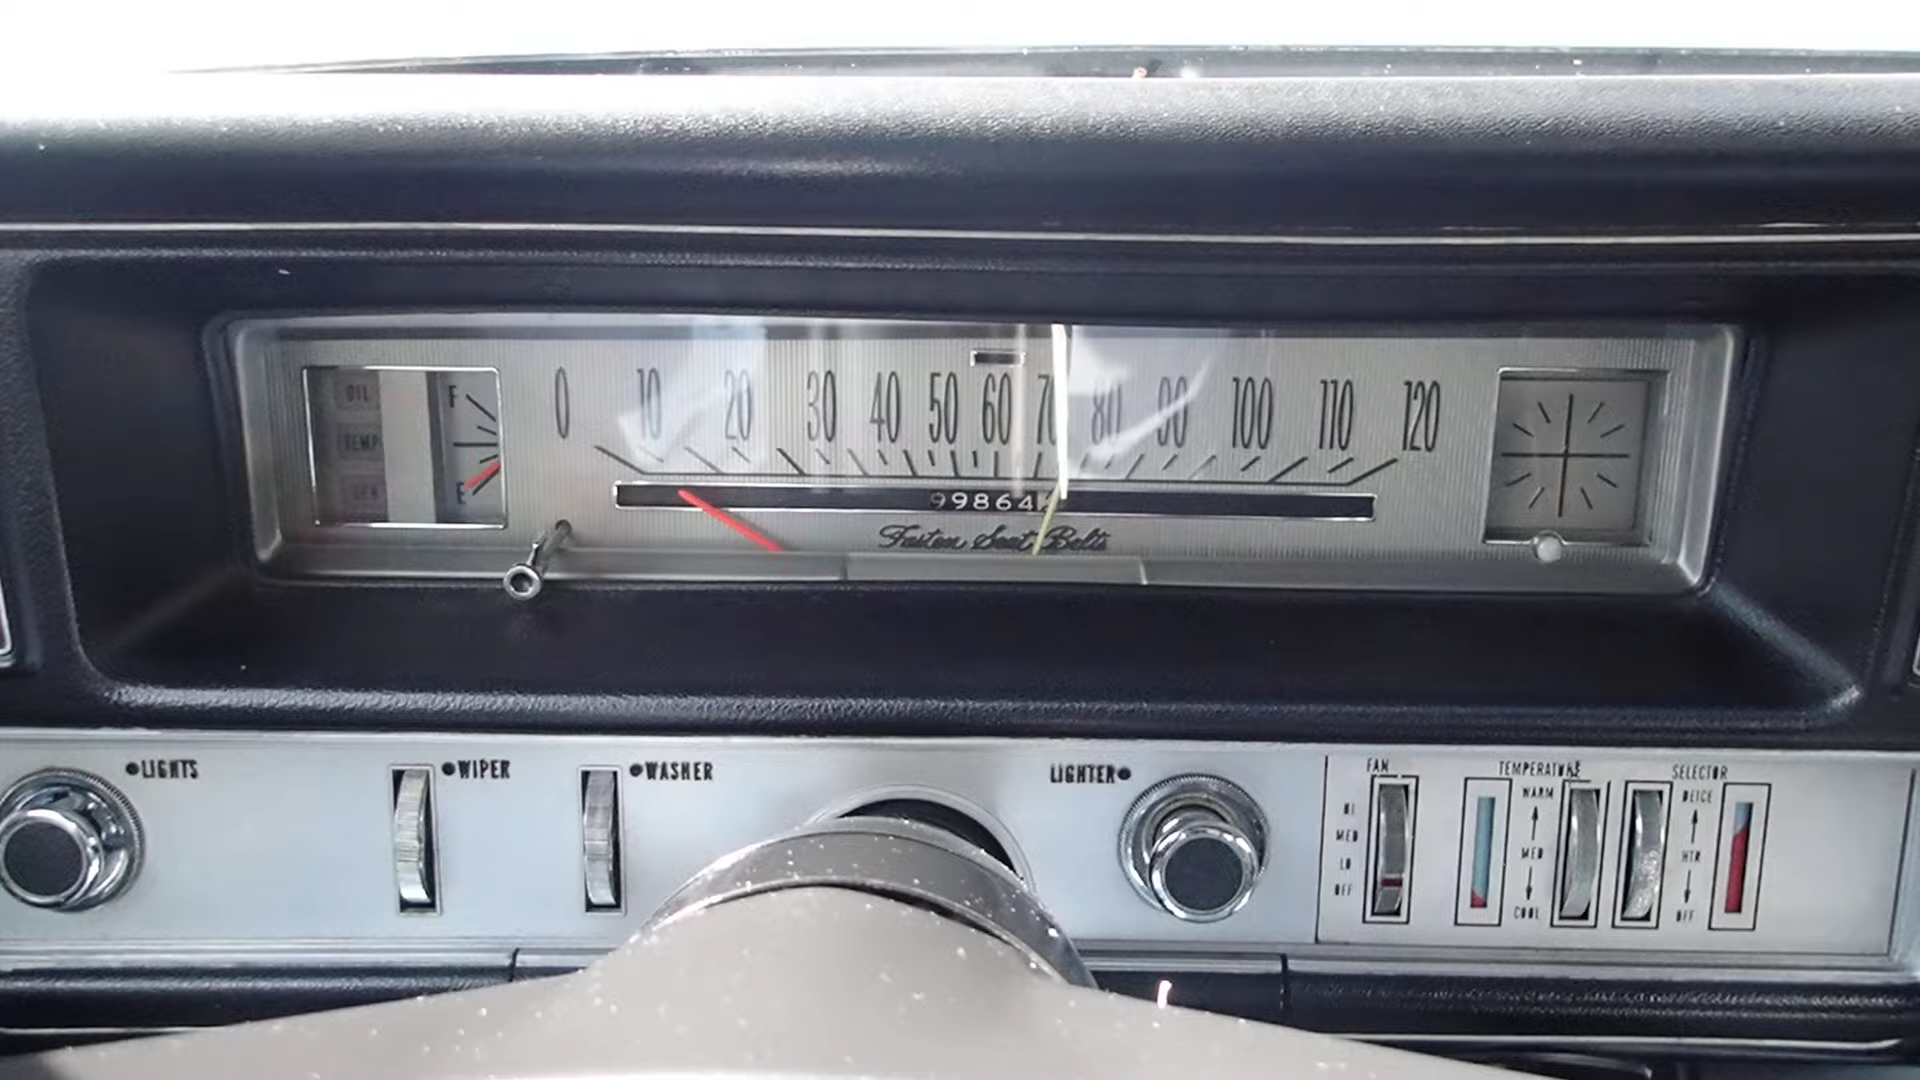 OIL
TEMP
GEN
F
E
0 10 20 30 40 50 60 70 80 90 100 110 120
99864
Fasten Seat Belts
LIGHTS
WIPER
WASHER
LIGHTER
FAN
HI
MED
LO
OFF
TEMPERATURE
WARM
MED
COOL
SELECTOR
DEICE
HTR
OFF